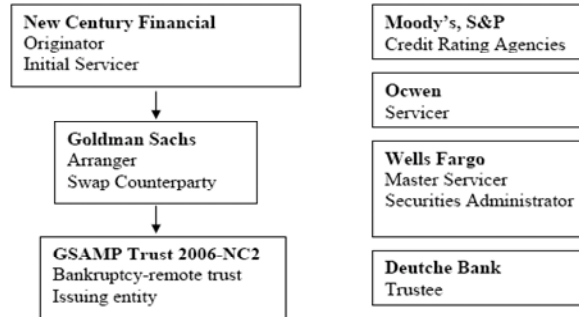 New Century Financial
Originator
Initial Servicer
Goldman Sachs
Arranger
Swap Counterparty
GSAMP Trust 2006-NC2
Bankruptcy-remote trust
Issuing entity
Moody's, S&P
Credit Rating Agencies
Ocwen
Servicer
Wells Fargo
Master Servicer
Securities Administrator
Deutche Bank
Trustee